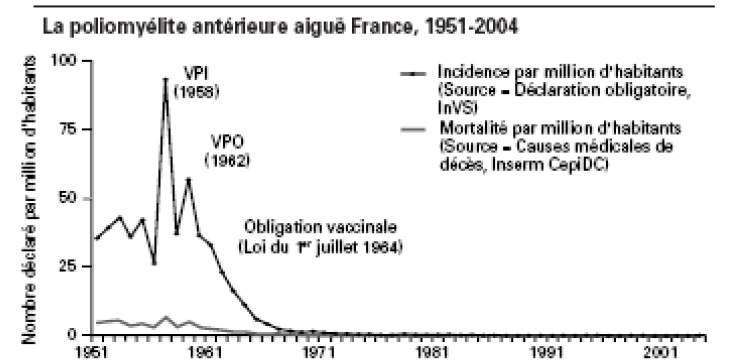 La poliomyélite antérieure aiguë France, 1951-2004
Nombre déclaré par million d'habitants
100
75
50
25
0
VPI
(1958)
VPO
(1962)
Obligation vaccinale
(Loi du 1er juillet 1964)
Incidence par million d'habitants
(Source = Déclaration obligatoire,
InVS)
Mortalité par million d'habitants
(Source = Causes médicales de
décès, Inserm CepiDC)
1951
1961
1971
1981
1991
2001